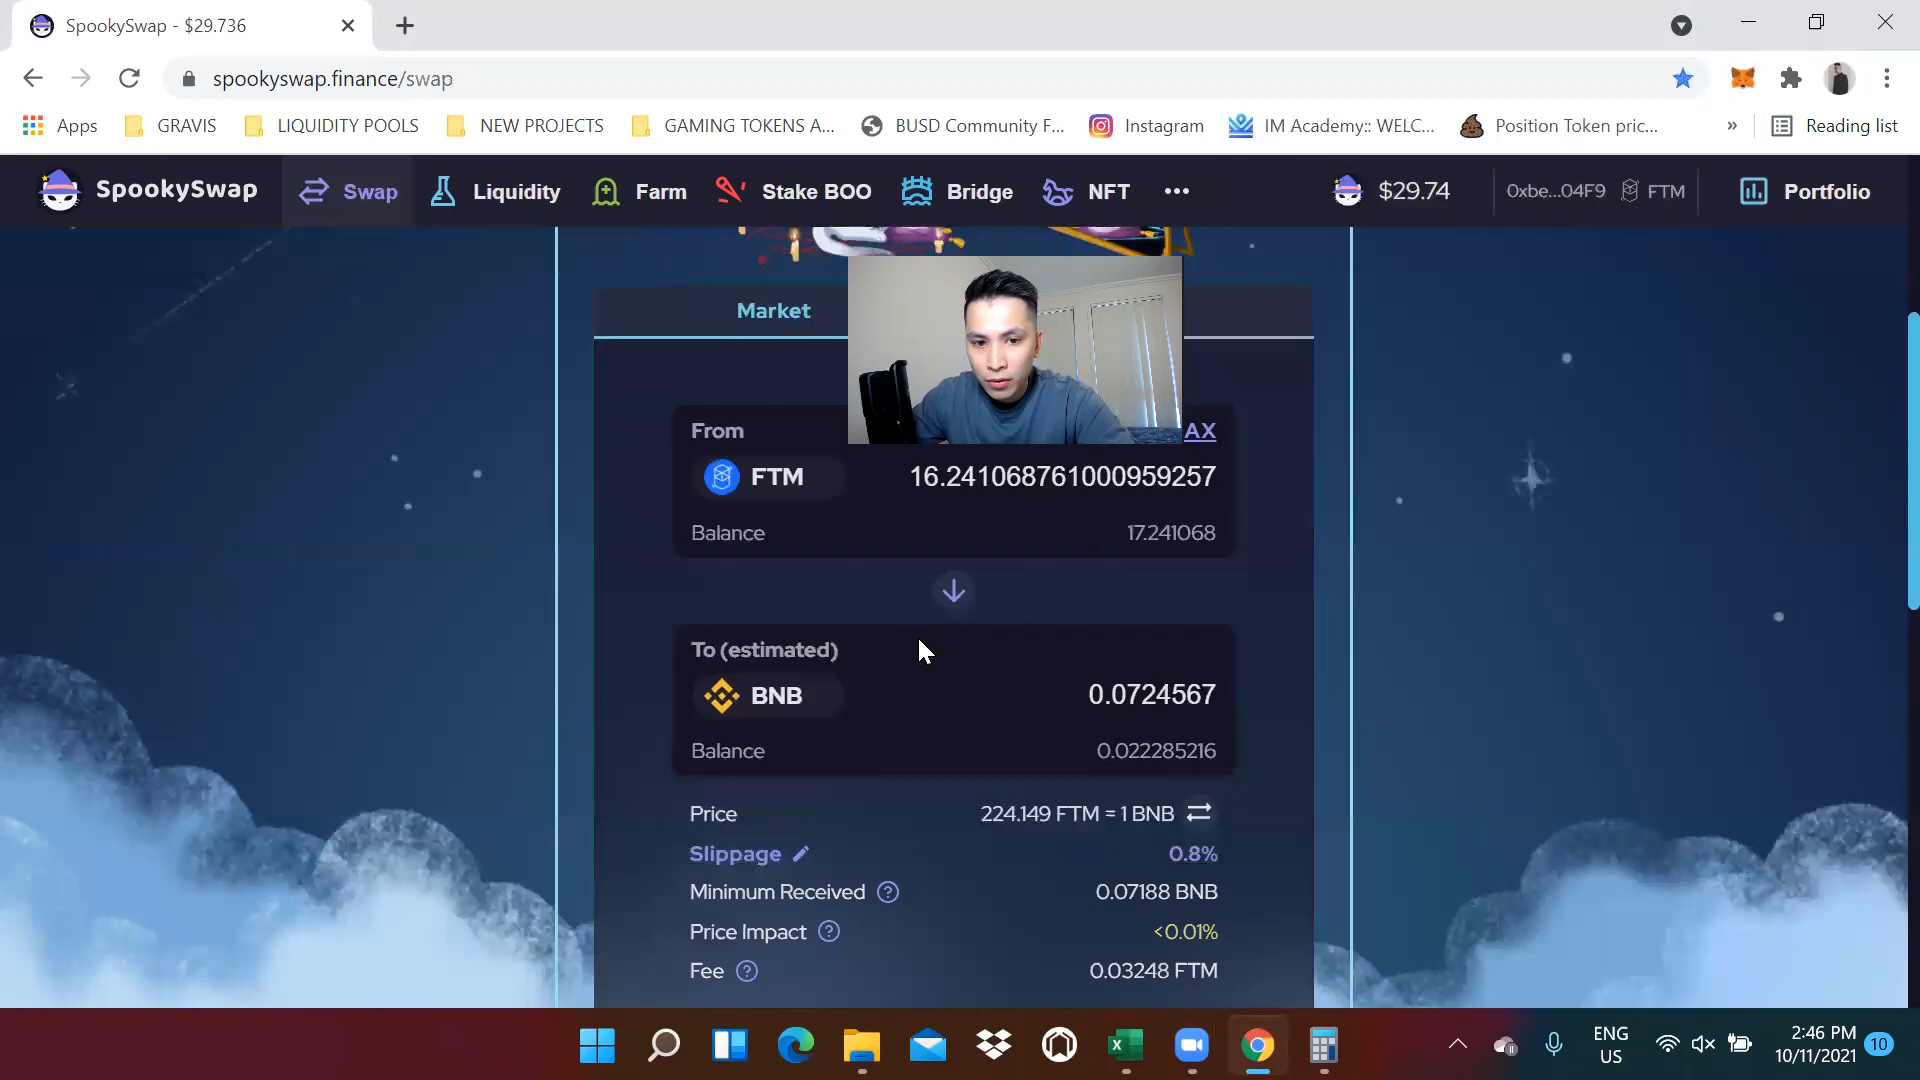 SpookySwap - $29.736
spookyswap.finance/swap
Apps
GRAVIS
LIQUIDITY POOLS
NEW PROJECTS
GAMING TOKENS A...
BUSD Community F...
Instagram
IM Academy:: WELC...
Position Token pric...
»
Reading list
SpookySwap
Swap
Liquidity
Farm
Stake BOO
Bridge
NFT
$29.74
0xbe...04F9
FTM
Portfolio
Market
From
AX
FTM
16.241068761000959257
Balance
17.241068
To (estimated)
BNB
0.0724567
Balance
0.022285216
Price
224.149 FTM = 1 BNB
Slippage
0.8%
Minimum Received ?
0.07188 BNB
Price Impact ?
<0.01%
Fee ?
0.03248 FTM
ENG
US
2:46 PM
10/11/2021
10